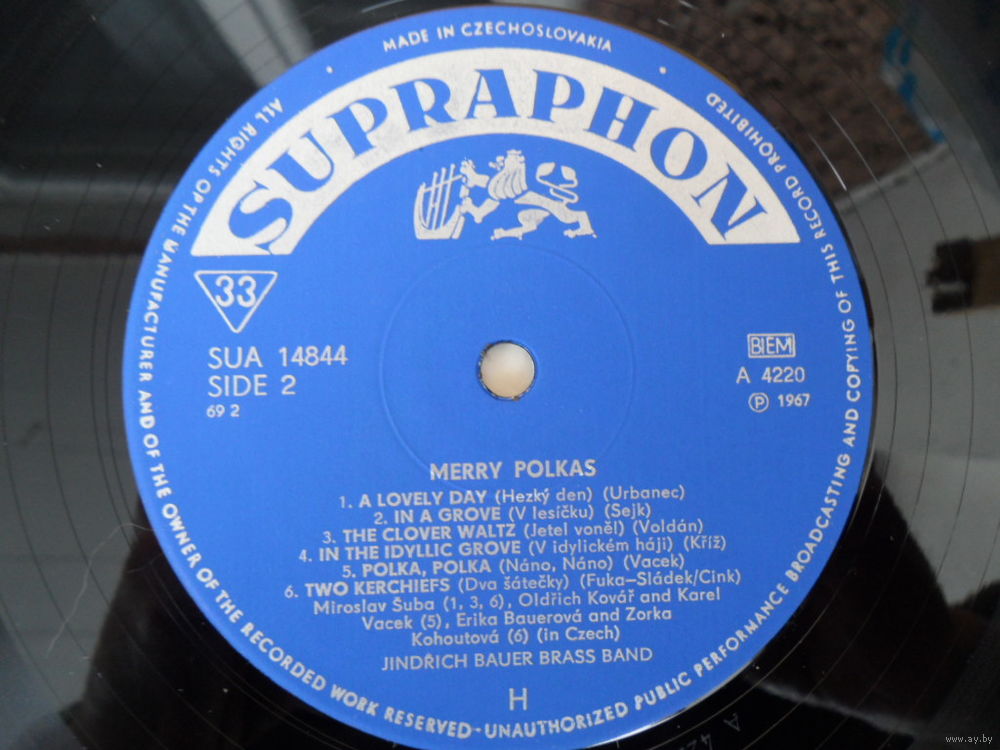 MADE IN CZECHOSLOVAKIA
ALL RIGHTS OF THE MANUFACTURER AND OF THE OWNER OF THE RECORDED WORK RESERVED-UNAUTHORIZED PUBLIC PERFORMANCE BROADCASTING AND COPYING OF THIS RECORD PROHIBITED
SUPRAPHON
33
SUA 14844
SIDE 2
69 2
BIEM
A 4220
Ⓟ 1967
MERRY POLKAS
1. A LOVELY DAY (Hezký den) (Urbanec)
2. IN A GROVE (V lesíčku) (Sejk)
3. THE CLOVER WALTZ (Jetel voněl) (Voldán)
4. IN THE IDYLLIC GROVE (V idylickém háji) (Kříž)
5. POLKA, POLKA (Náno, Náno) (Vacek)
6. TWO KERCHIEFS (Dva šátečky) (Fuka–Sládek/Cink)
Miroslav Šuba (1, 3, 6), Oldřich Kovář and Karel
Vacek (5), Erika Bauerová and Zorka
Kohoutová (6) (in Czech)
JINDŘICH BAUER BRASS BAND
H
www.ay.by